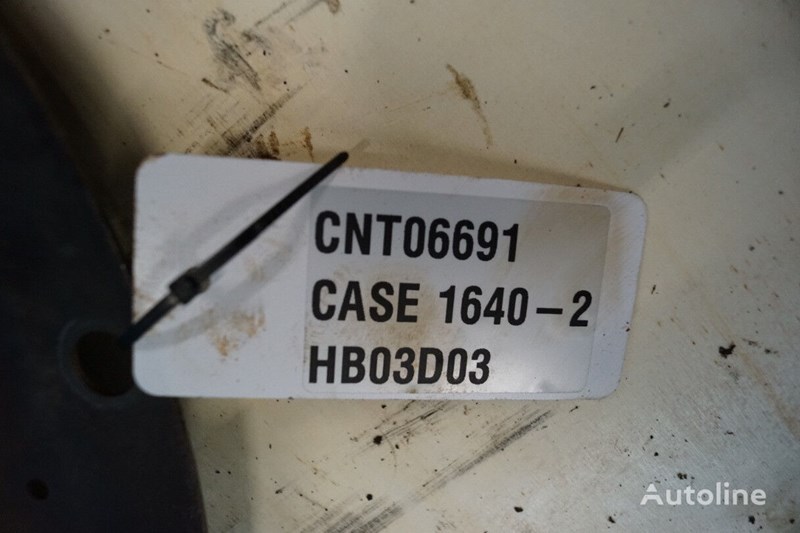 CNT06691
CASE 1640-2
HB03D03
Autoline